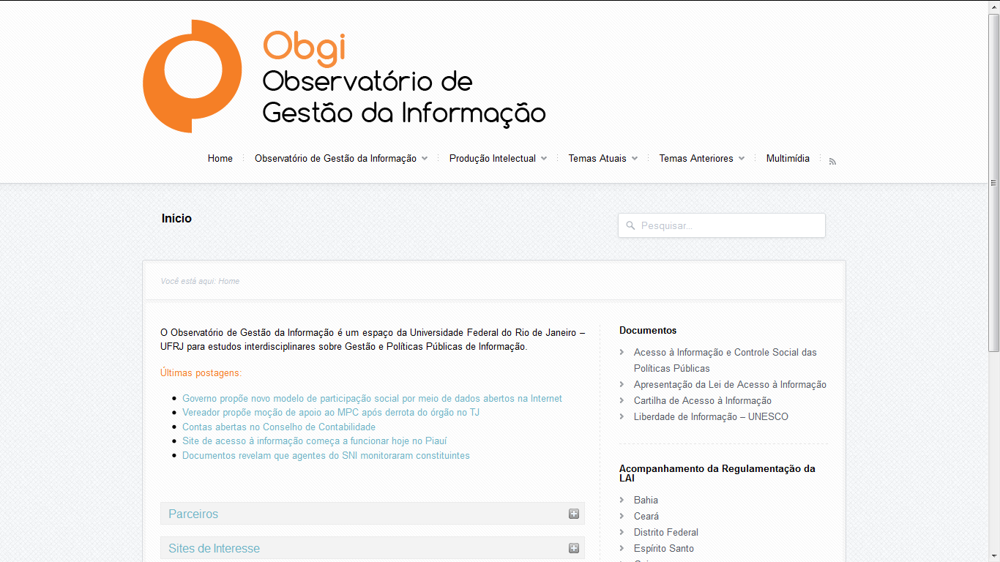 Obgi
Observatório de
Gestão da Informação
Home
Observatório de Gestão da Informação
Produção Intelectual
Temas Atuais
Temas Anteriores
Multimídia
Início
Pesquisar...
Você está aqui: Home
O Observatório de Gestão da Informação é um espaço da Universidade Federal do Rio de Janeiro –
UFRJ para estudos interdisciplinares sobre Gestão e Políticas Públicas de Informação.
Últimas postagens:
Governo propõe novo modelo de participação social por meio de dados abertos na Internet
Vereador propõe moção de apoio ao MPC após derrota do órgão no TJ
Contas abertas no Conselho de Contabilidade
Site de acesso à informação começa a funcionar hoje no Piauí
Documentos revelam que agentes do SNI monitoraram constituintes
Parceiros
Sites de Interesse
Documentos
Acesso à Informação e Controle Social das
Políticas Públicas
Apresentação da Lei de Acesso à Informação
Cartilha de Acesso à Informação
Liberdade de Informação – UNESCO
Acompanhamento da Regulamentação da
LAI
Bahia
Ceará
Distrito Federal
Espírito Santo